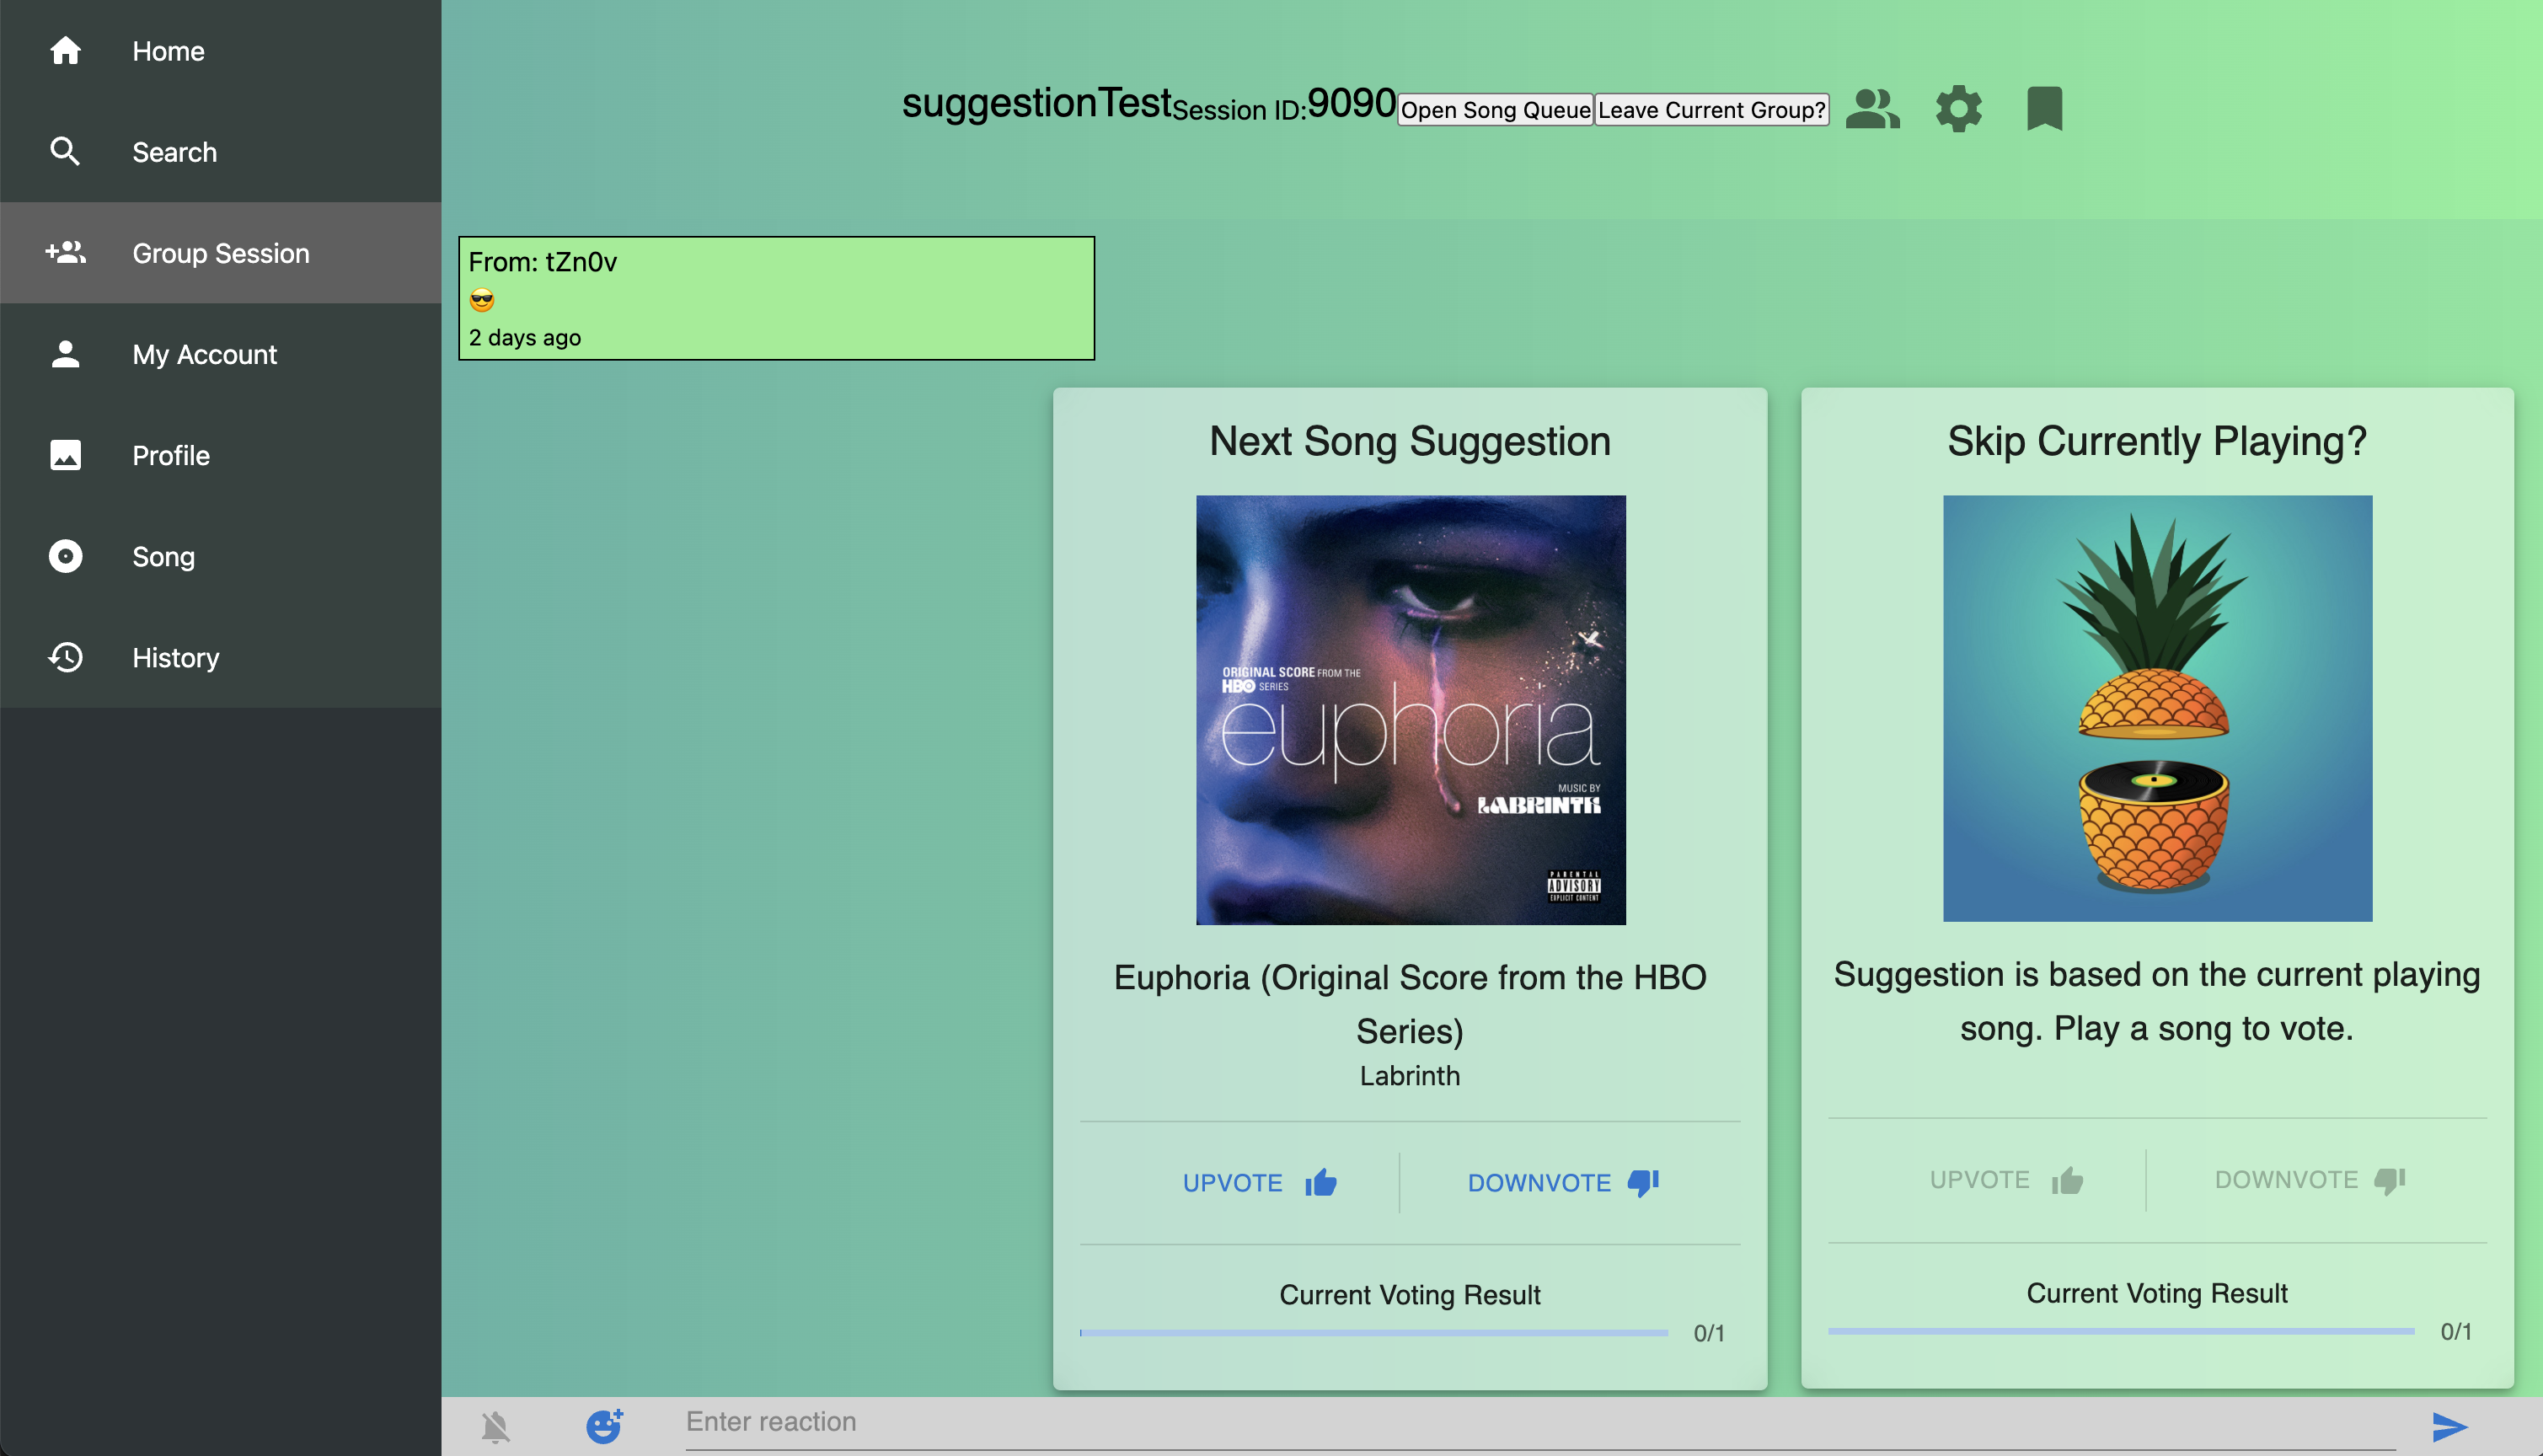 Home
Search
Group Session
My Account
Profile
Song
History
suggestionTest Session ID: 9090 Open Song Queue Leave Current Group?
From: tZn0v
😎
2 days ago
Next Song Suggestion
ORIGINAL SCORE FROM THE
HBO SERIES
euphoria
MUSIC BY
LABRINTH
PARENTAL
ADVISORY
EXPLICIT CONTENT
Euphoria (Original Score from the HBO
Series)
Labrinth
UPVOTE
DOWNVOTE
Current Voting Result
0/1
Skip Currently Playing?
Suggestion is based on the current playing
song. Play a song to vote.
UPVOTE
DOWNVOTE
Current Voting Result
0/1
Enter reaction